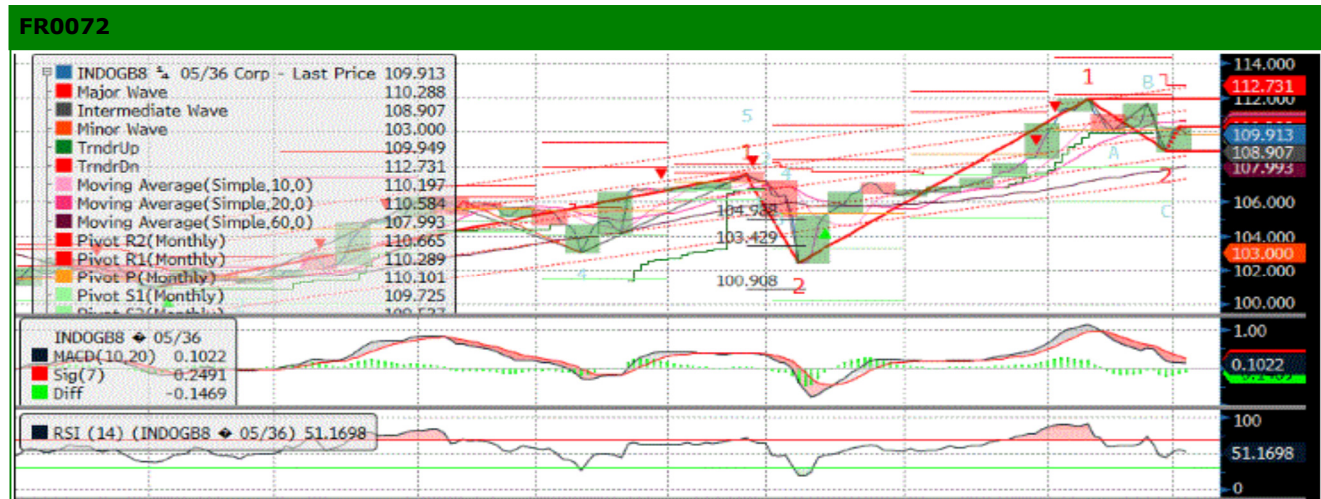 FR0072
INDOGB8 ¼ 05/36 Corp - Last Price 109.913
Major Wave 110.288
Intermediate Wave 108.907
Minor Wave 103.000
TrndrUp 109.949
TrndrDn 112.731
Moving Average(Simple,10,0) 110.197
Moving Average(Simple,20,0) 110.584
Moving Average(Simple,60,0) 107.993
Pivot R2(Monthly) 110.665
Pivot R1(Monthly) 110.289
Pivot P(Monthly) 110.101
Pivot S1(Monthly) 109.725
1
4
5
1
4
104.988
103.429
100.908
2
1
B
A
2
C
114.000
112.731
112.000
109.913
108.907
107.993
106.000
104.000
103.000
102.000
100.000
INDOGB8 � 05/36
MACD(10,20) 0.1022
Sig(7) 0.2491
Diff -0.1469
1.00
0.1022
RSI (14) (INDOGB8 � 05/36) 51.1698
100
51.1698
0